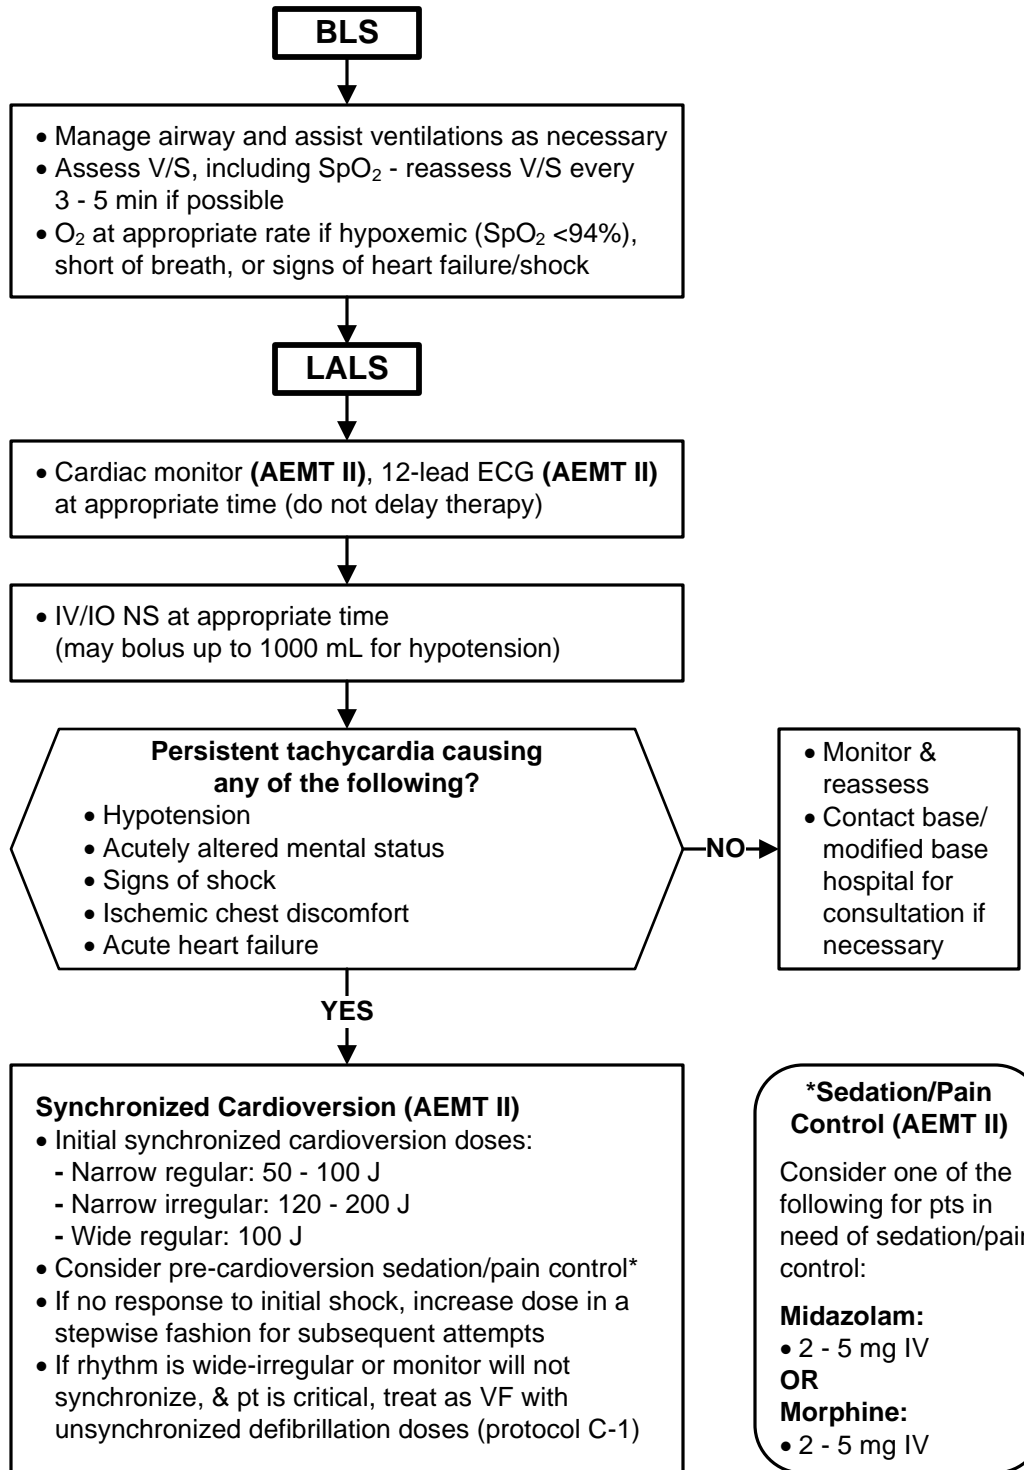 BLS
• Manage airway and assist ventilations as necessary
• Assess V/S, including SpO₂ - reassess V/S every
3 - 5 min if possible
• O₂ at appropriate rate if hypoxemic (SpO₂ <94%),
short of breath, or signs of heart failure/shock
LALS
• Cardiac monitor (AEMT II), 12-lead ECG (AEMT II)
at appropriate time (do not delay therapy)
• IV/IO NS at appropriate time
(may bolus up to 1000 mL for hypotension)
Persistent tachycardia causing
any of the following?
• Hypotension
• Acutely altered mental status
• Signs of shock
• Ischemic chest discomfort
• Acute heart failure
NO
• Monitor &
reassess
• Contact base/
modified base
hospital for
consultation if
necessary
YES
Synchronized Cardioversion (AEMT II)
• Initial synchronized cardioversion doses:
- Narrow regular: 50 - 100 J
- Narrow irregular: 120 - 200 J
- Wide regular: 100 J
• Consider pre-cardioversion sedation/pain control*
• If no response to initial shock, increase dose in a
stepwise fashion for subsequent attempts
• If rhythm is wide-irregular or monitor will not
synchronize, & pt is critical, treat as VF with
unsynchronized defibrillation doses (protocol C-1)
*Sedation/Pain
Control (AEMT II)
Consider one of the
following for pts in
need of sedation/pain
control:
Midazolam:
• 2 - 5 mg IV
OR
Morphine:
• 2 - 5 mg IV